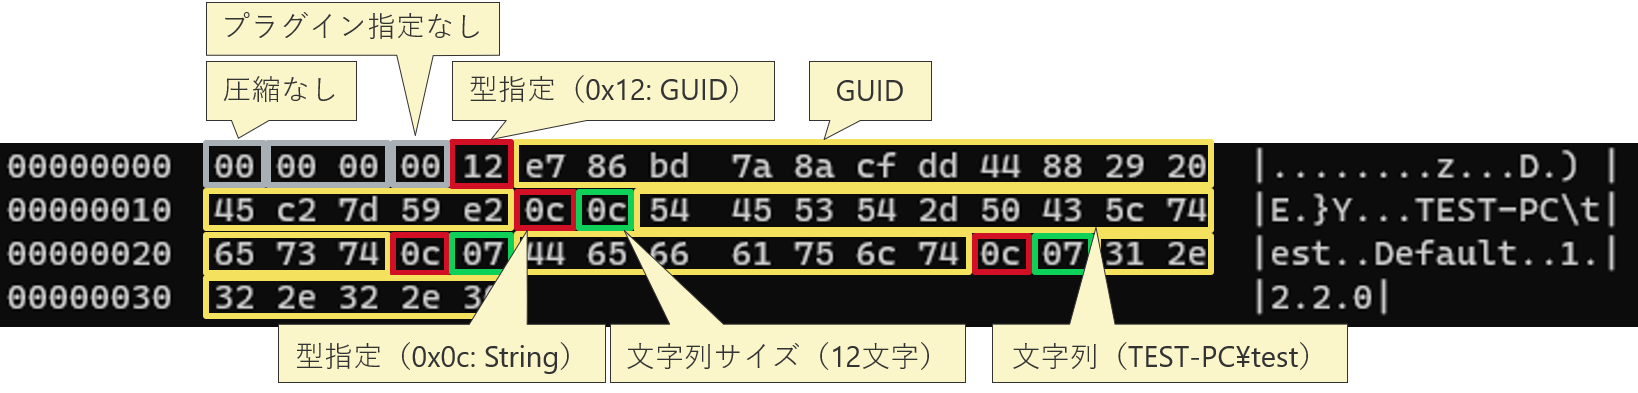 プラグイン指定なし
圧縮なし
型指定（0x12: GUID）
GUID
00000000 00 00 00 00 12 e7 86 bd 7a 8a cf dd 44 88 29 20 |........z...D.) |
00000010 45 c2 7d 59 e2 0c 0c 54 45 53 54 2d 50 43 5c 74 |E.}Y...TEST-PC\t|
00000020 65 73 74 0c 07 44 65 66 61 75 6c 74 0c 07 31 2e |est..Default..1.|
00000030 32 2e 32 2e |2.2.0|
型指定（0x0c: String）
文字列サイズ（12文字）
文字列（TEST-PC¥test）